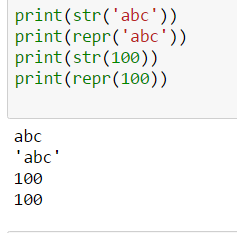 print(str('abc'))
print(repr('abc'))
print(str(100))
print(repr(100))
abc
'abc'
100
100